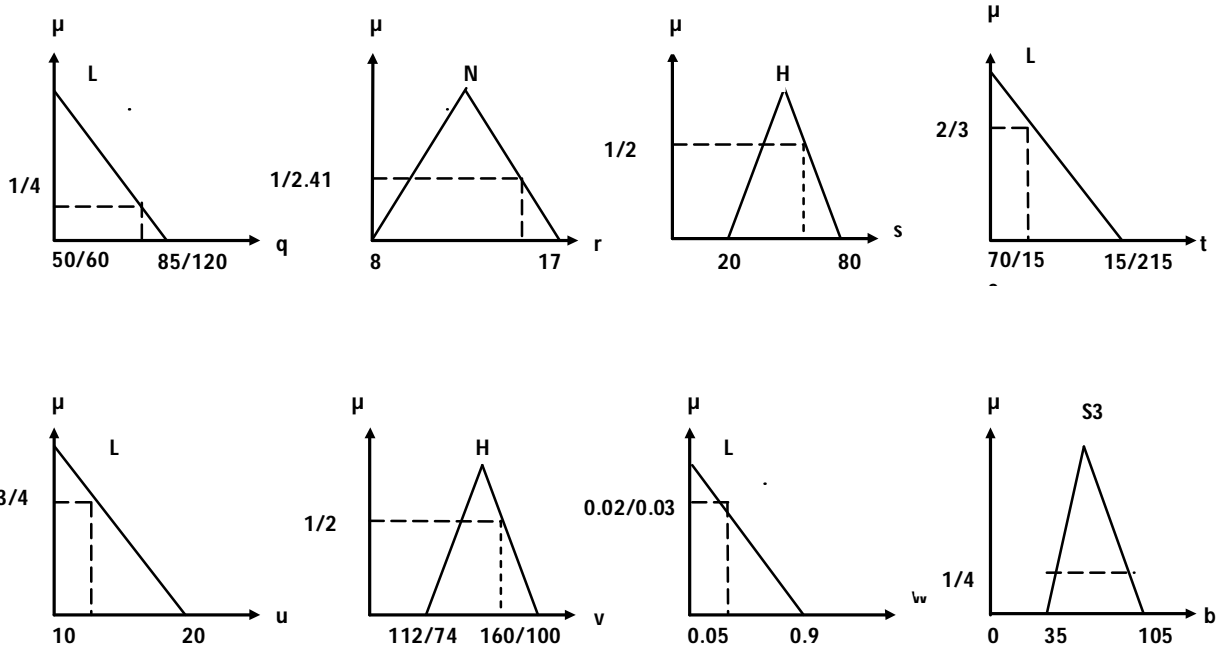 µ
L
1/4
50/60 85/120 q
µ
N
1/2.41
8 17 r
µ
H
1/2
20 80 s
µ
L
2/3
70/15 15/215 t
µ
L
3/4
10 20 u
µ
H
1/2
112/74 160/100 v
µ
L
0.02/0.03
0.05 0.9
µ
S3
1/4
0 35 105 b